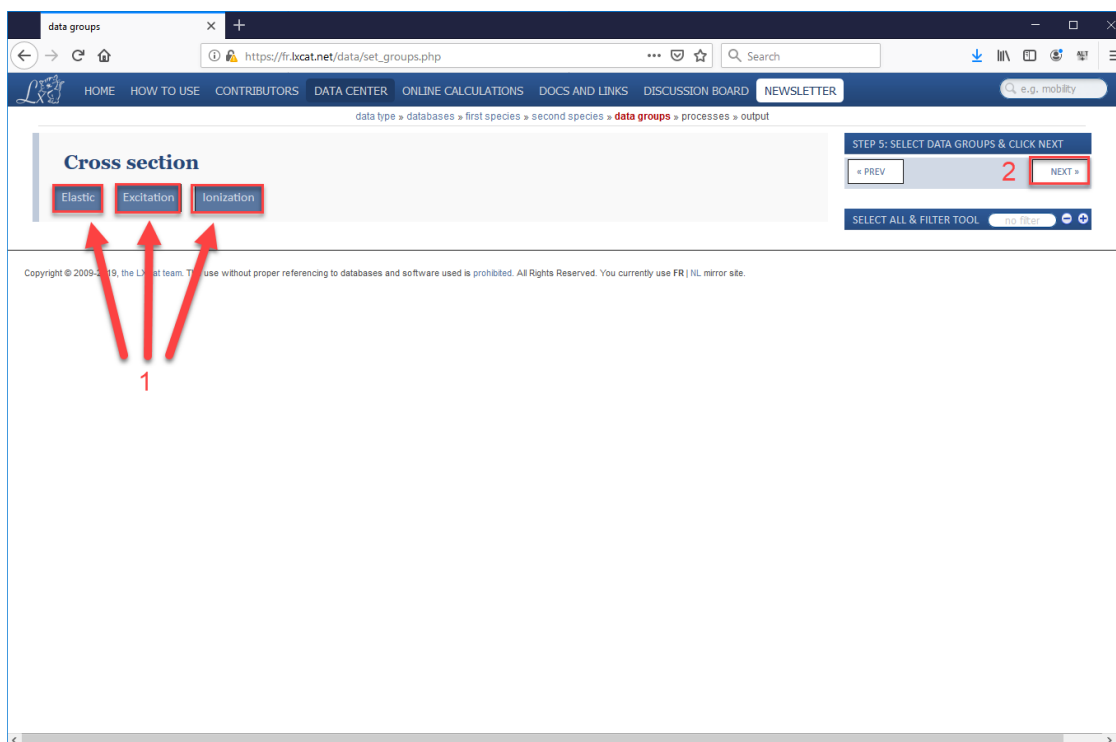 data groups
https://fr.lxcat.net/data/set_groups.php
Search
LXCat
HOME HOW TO USE CONTRIBUTORS DATA CENTER ONLINE CALCULATIONS DOCS AND LINKS DISCUSSION BOARD NEWSLETTER
e.g. mobility
data type » databases » first species » second species » data groups » processes » output
STEP 5: SELECT DATA GROUPS & CLICK NEXT
Cross section
« PREV
2
NEXT »
Elastic Excitation Ionization
SELECT ALL & FILTER TOOL no filter
Copyright © 2009-2019, the LXCat team. The use without proper referencing to databases and software used is prohibited. All Rights Reserved. You currently use FR | NL mirror site.
1